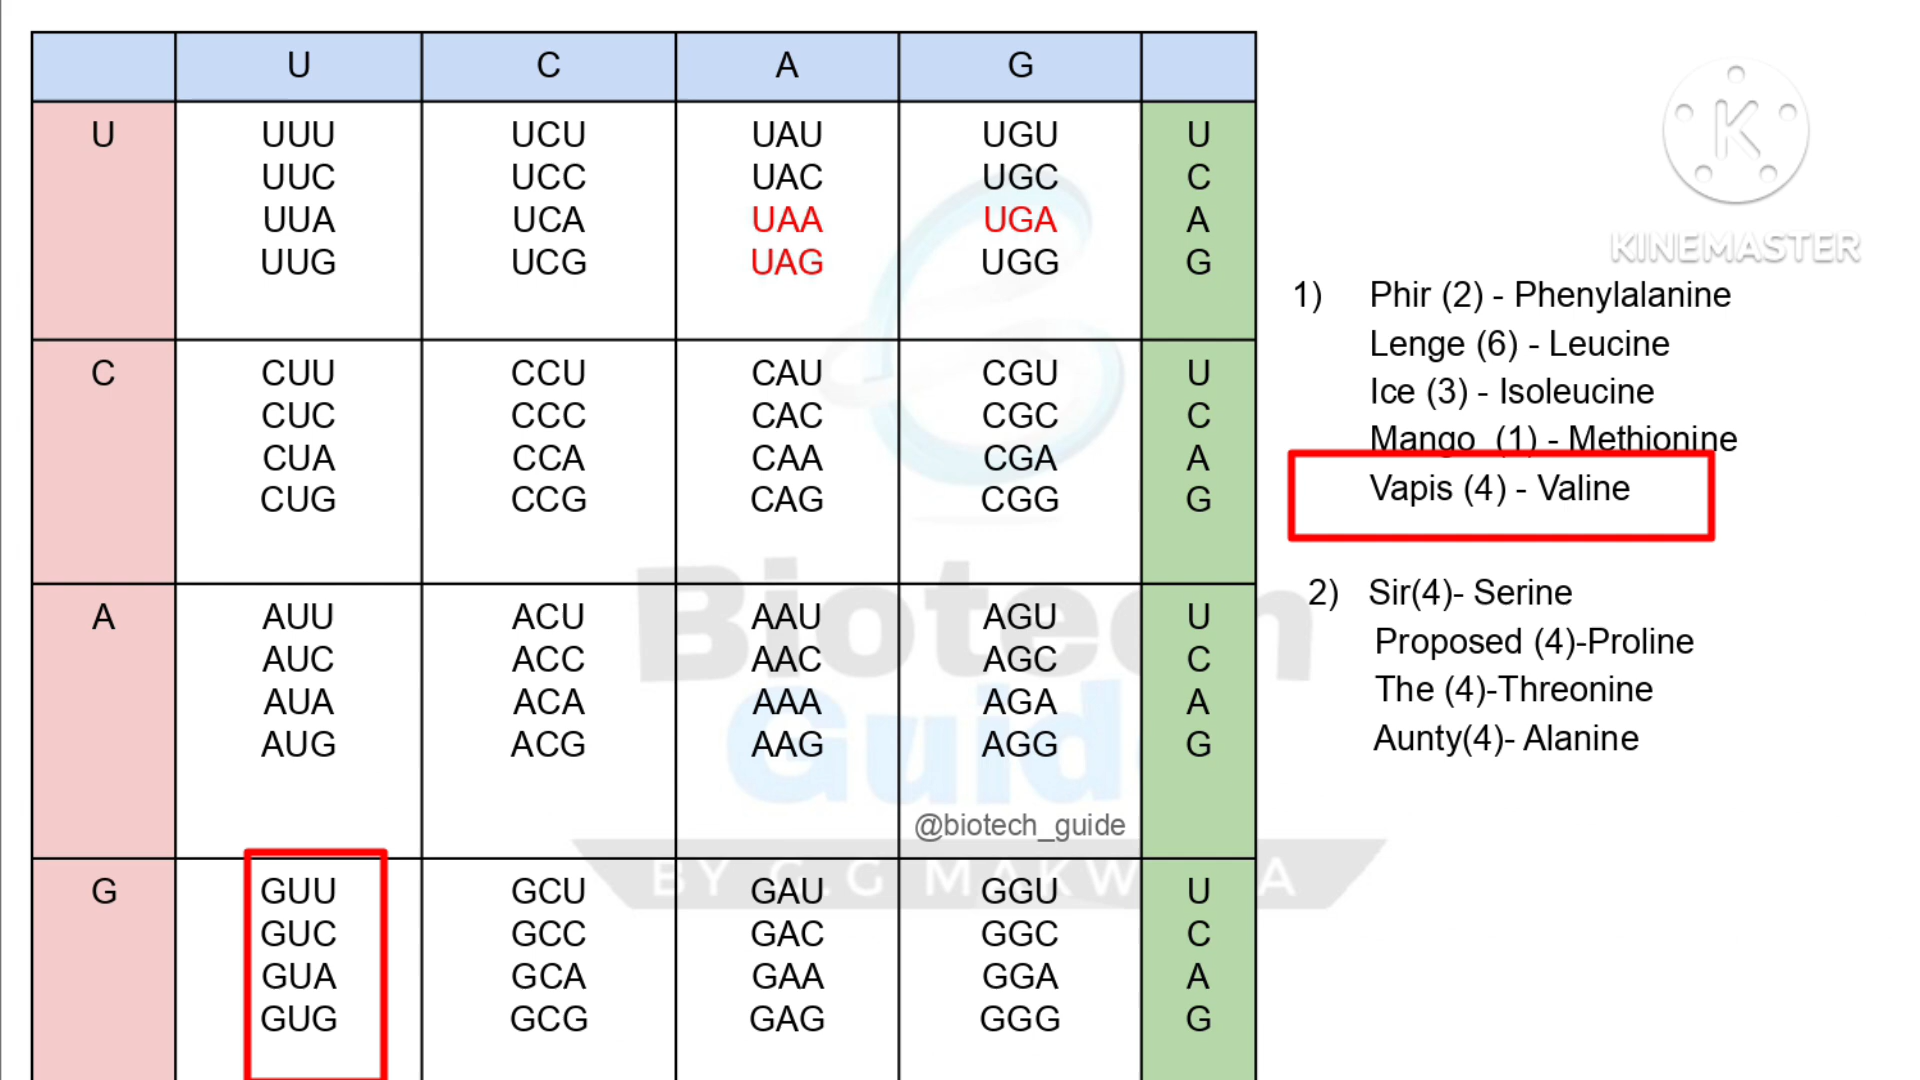 U C A G
U UUU UCU UAU UGU U
UUC UCC UAC UGC C
UUA UCA UAA UGA A
UUG UCG UAG UGG G
C CUU CCU CAU CGU U
CUC CCC CAC CGC C
CUA CCA CAA CGA A
CUG CCG CAG CGG G
A AUU ACU AAU AGU U
AUC ACC AAC AGC C
AUA ACA AAA AGA A
AUG ACG AAG AGG G
G GUU GCU GAU GGU U
GUC GCC GAC GGC C
GUA GCA GAA GGA A
GUG GCG GAG GGG G
K
KINEMASTER
1) Phir (2) - Phenylalanine
Lenge (6) - Leucine
Ice (3) - Isoleucine
Mango (1) - Methionine
Vapis (4) - Valine
2) Sir(4)- Serine
Proposed (4)-Proline
The (4)-Threonine
Aunty(4)- Alanine
Biotech
Guid
@biotech_guide
BY C.G MAKW A